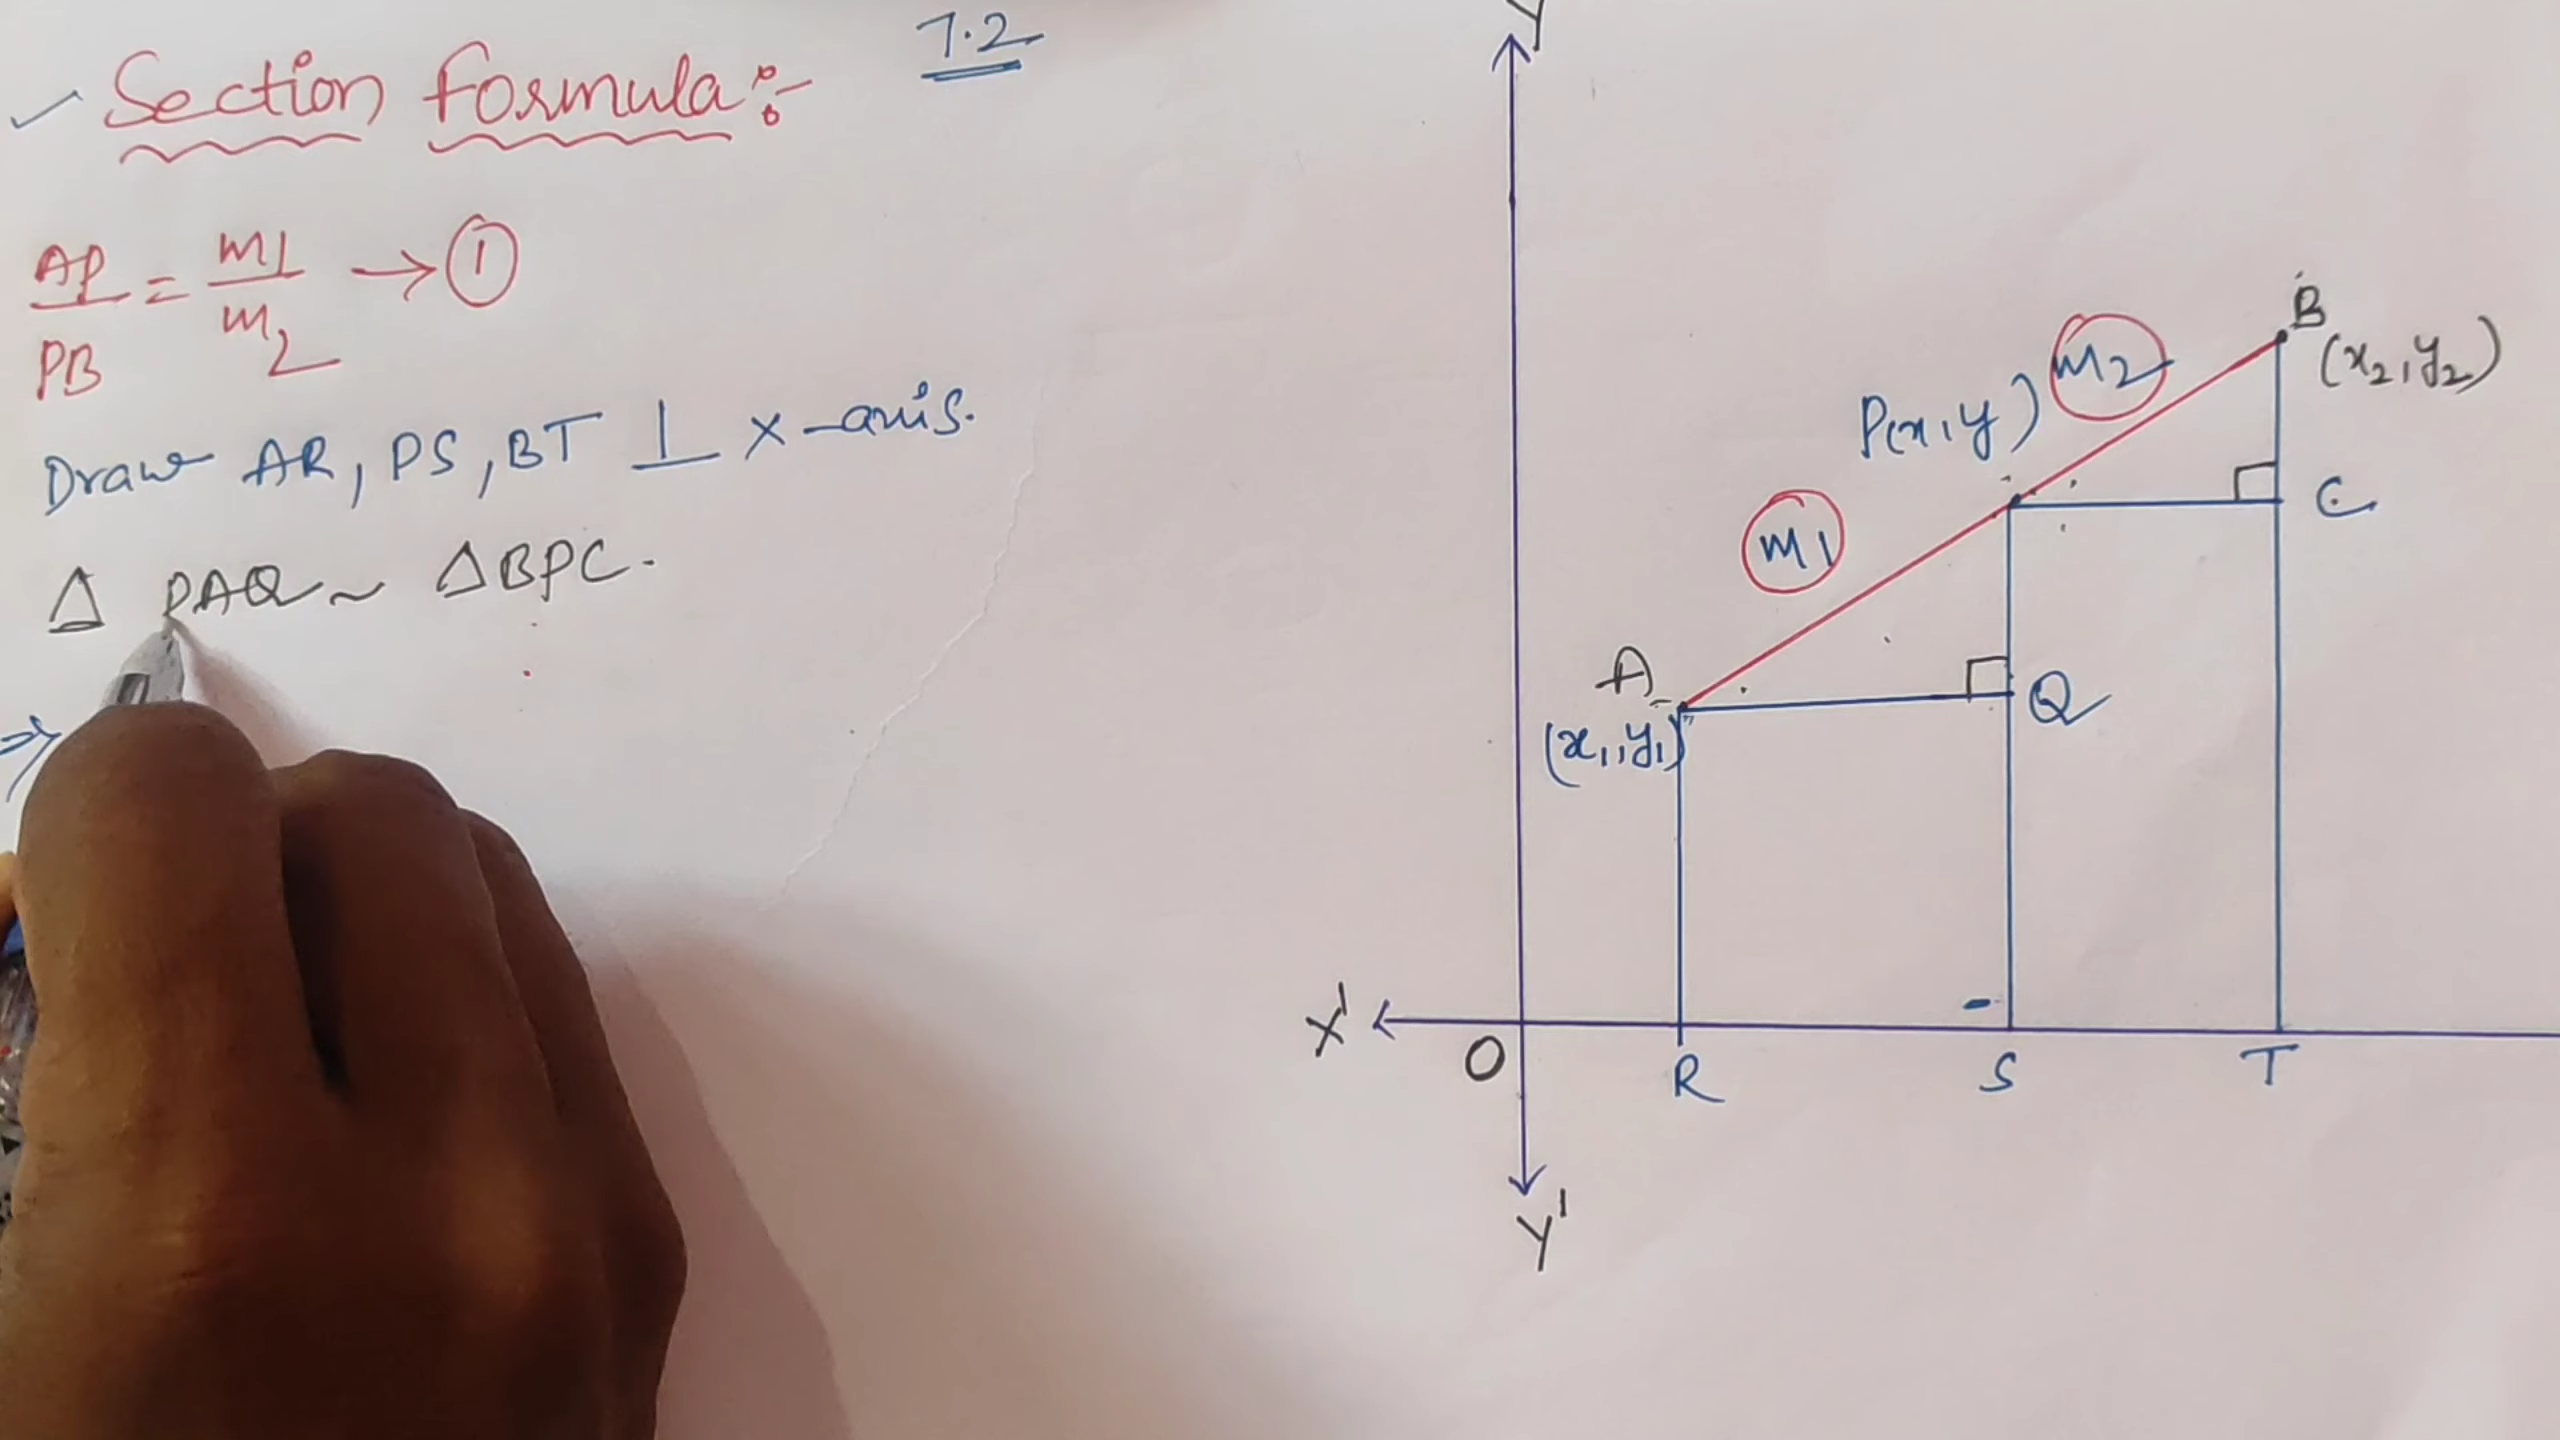 7.2
Section Formula:-
AP/PB = m1/m2 → ①
Draw AR, PS, BT ⊥ x-axis.
Δ PAQ ~ ΔBPC.
⇒
Y
B
(x2, y2)
m2
P(x, y)
C
m1
A
Q
(x1, y1)
X'
O
R
S
T
Y'